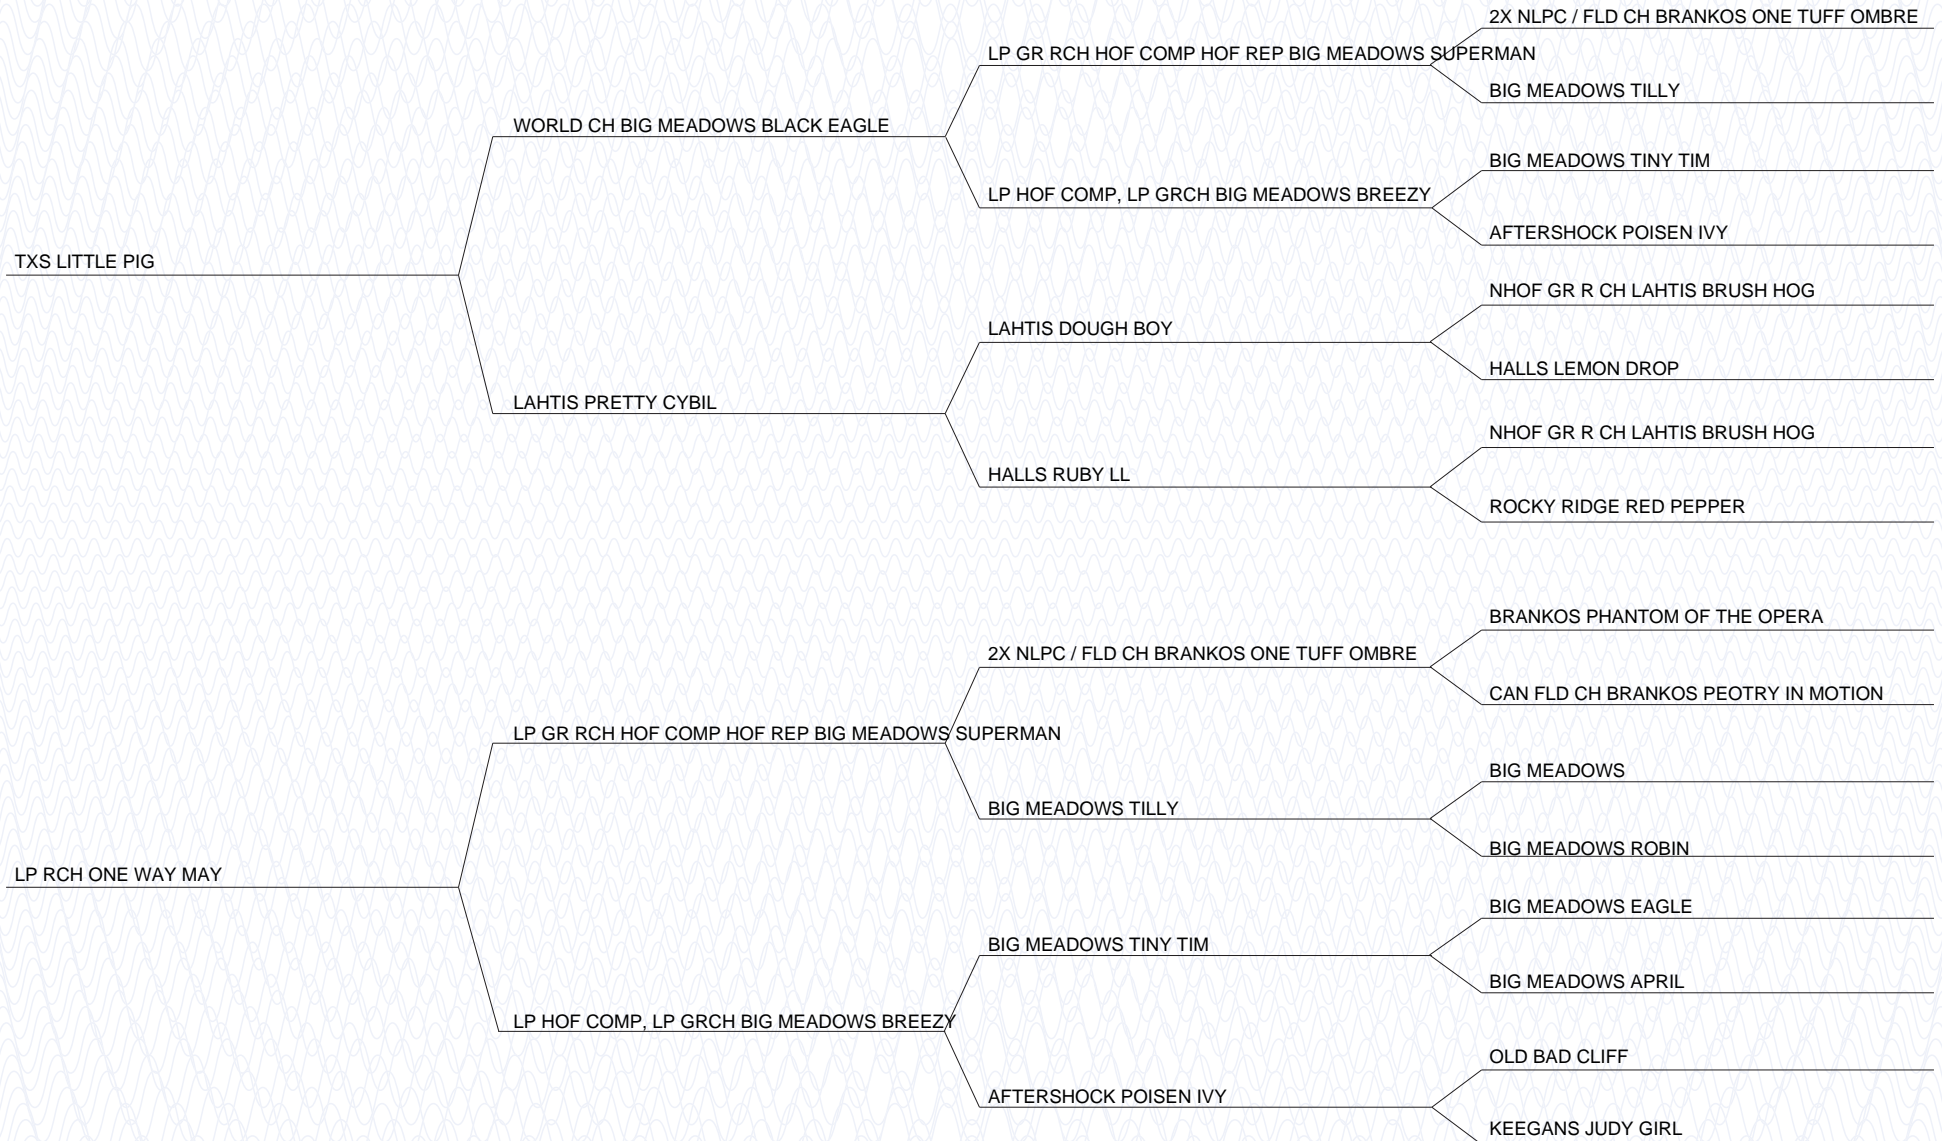 2X NLPC / FLD CH BRANKOS ONE TUFF OMBRE
LP GR RCH HOF COMP HOF REP BIG MEADOWS SUPERMAN
BIG MEADOWS TILLY
WORLD CH BIG MEADOWS BLACK EAGLE
BIG MEADOWS TINY TIM
LP HOF COMP, LP GRCH BIG MEADOWS BREEZY
AFTERSHOCK POISEN IVY
TXS LITTLE PIG
NHOF GR R CH LAHTIS BRUSH HOG
LAHTIS DOUGH BOY
HALLS LEMON DROP
LAHTIS PRETTY CYBIL
NHOF GR R CH LAHTIS BRUSH HOG
HALLS RUBY LL
ROCKY RIDGE RED PEPPER
BRANKOS PHANTOM OF THE OPERA
2X NLPC / FLD CH BRANKOS ONE TUFF OMBRE
CAN FLD CH BRANKOS PEOTRY IN MOTION
LP GR RCH HOF COMP HOF REP BIG MEADOWS SUPERMAN
BIG MEADOWS
BIG MEADOWS TILLY
BIG MEADOWS ROBIN
LP RCH ONE WAY MAY
BIG MEADOWS EAGLE
BIG MEADOWS TINY TIM
BIG MEADOWS APRIL
LP HOF COMP, LP GRCH BIG MEADOWS BREEZY
OLD BAD CLIFF
AFTERSHOCK POISEN IVY
KEEGANS JUDY GIRL